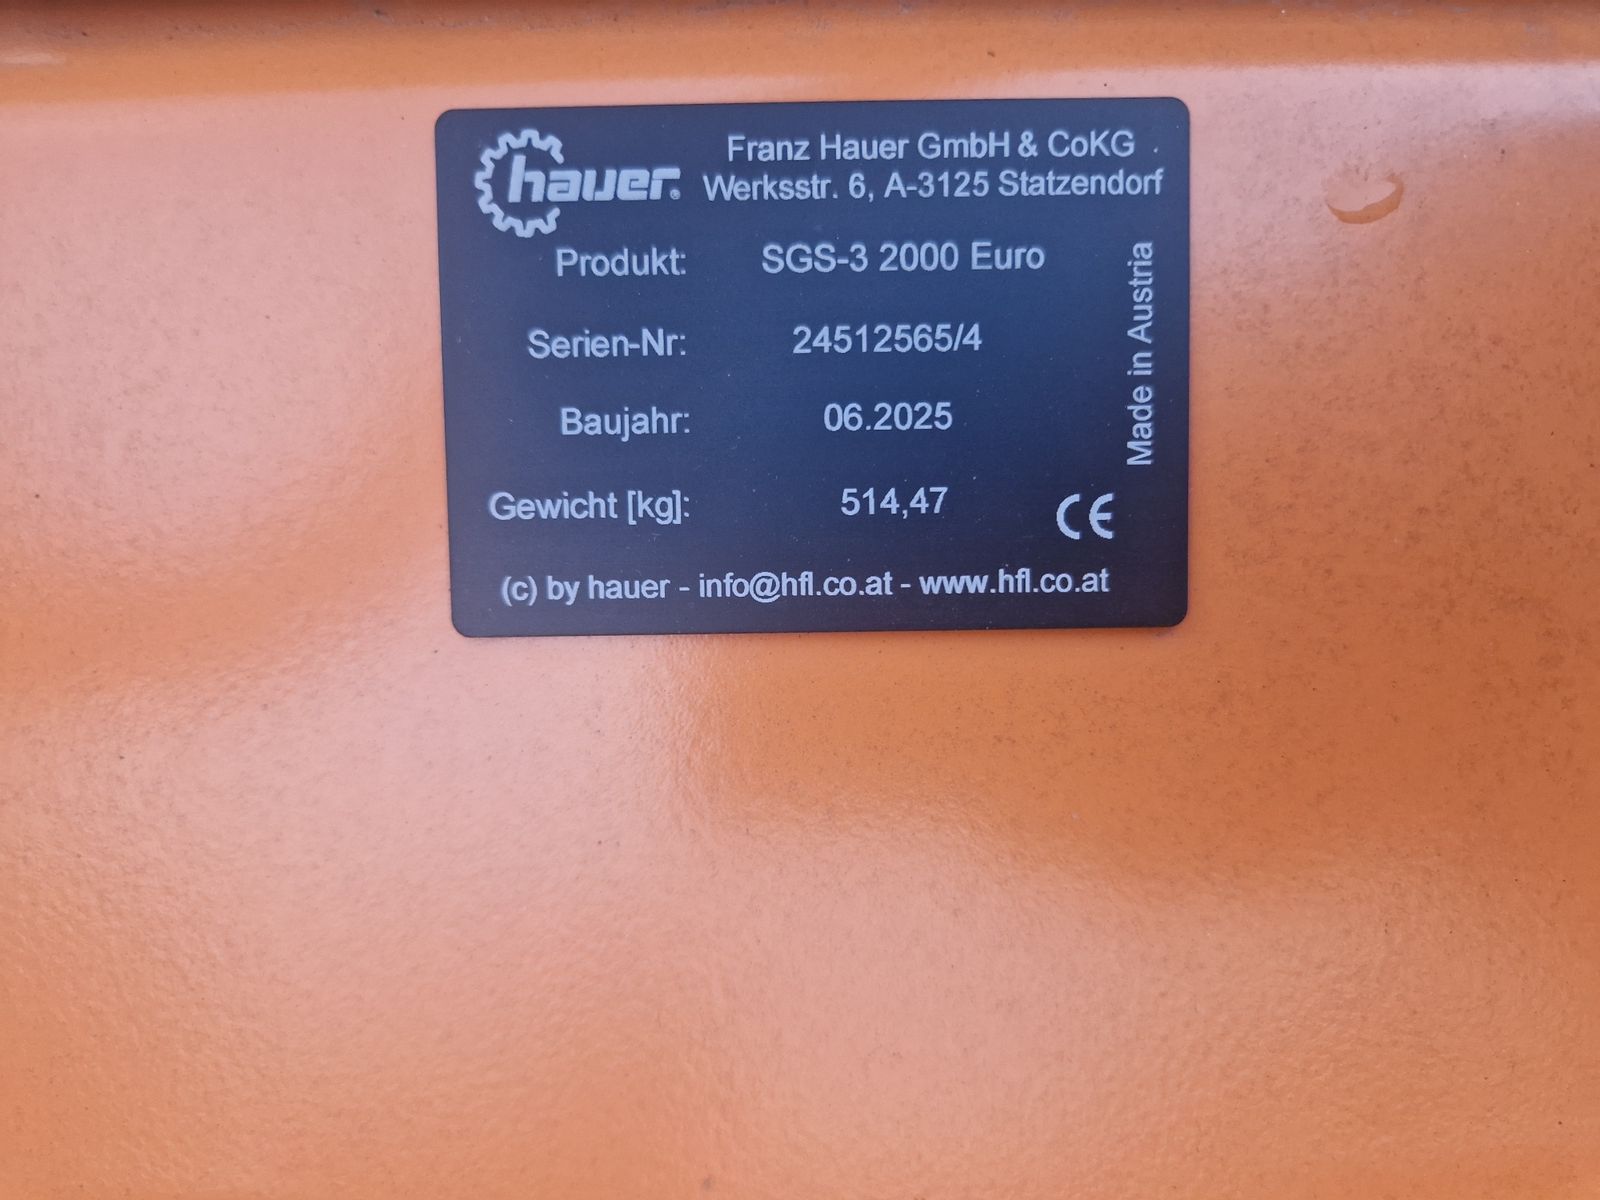 hauer®
Franz Hauer GmbH & CoKG
Werksstr. 6, A-3125 Statzendorf
Produkt: SGS-3 2000 Euro
Serien-Nr: 24512565/4
Baujahr: 06.2025
Gewicht [kg]: 514,47
Made in Austria
CE
(c) by hauer - info@hfl.co.at - www.hfl.co.at